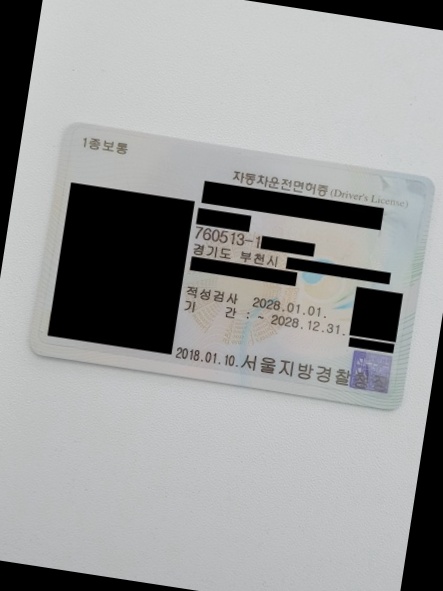 1종보통
자동차운전면허증 (Driver's License)
760513-1
경기도 부천시
적성검사 2028.01.01.
기 간 : ~ 2028.12.31.
2018.01.10. 서울지방경찰청장